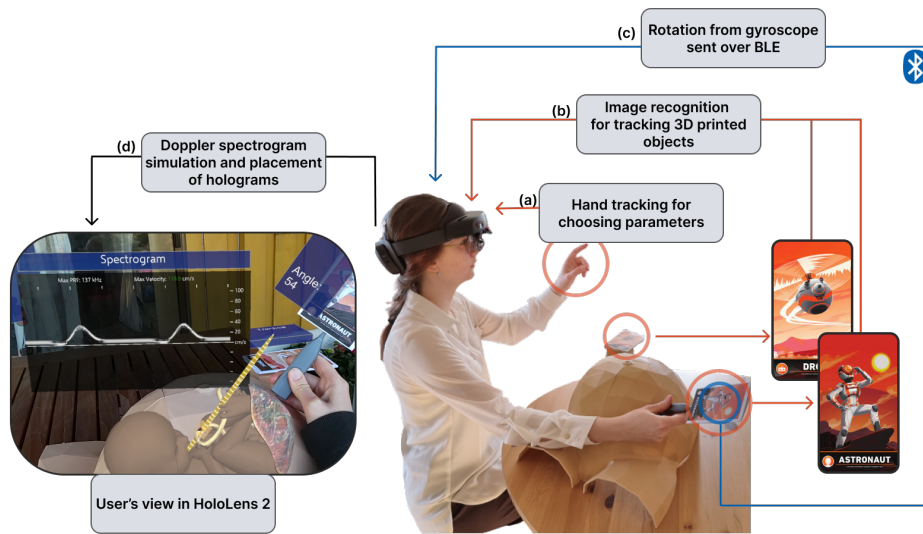 (c)
Rotation from gyroscope
sent over BLE
(b)
Image recognition
for tracking 3D printed
objects
(d)
Doppler spectrogram
simulation and placement
of holograms
(a)
Hand tracking for
choosing parameters
Spectrogram
Max PRF: 137 kHz
Max Velocity:
cm/s
100
80
60
40
20
cm/s
Angle:
54
ASTRONAUT
DRO
ASTRONAUT
User's view in HoloLens 2